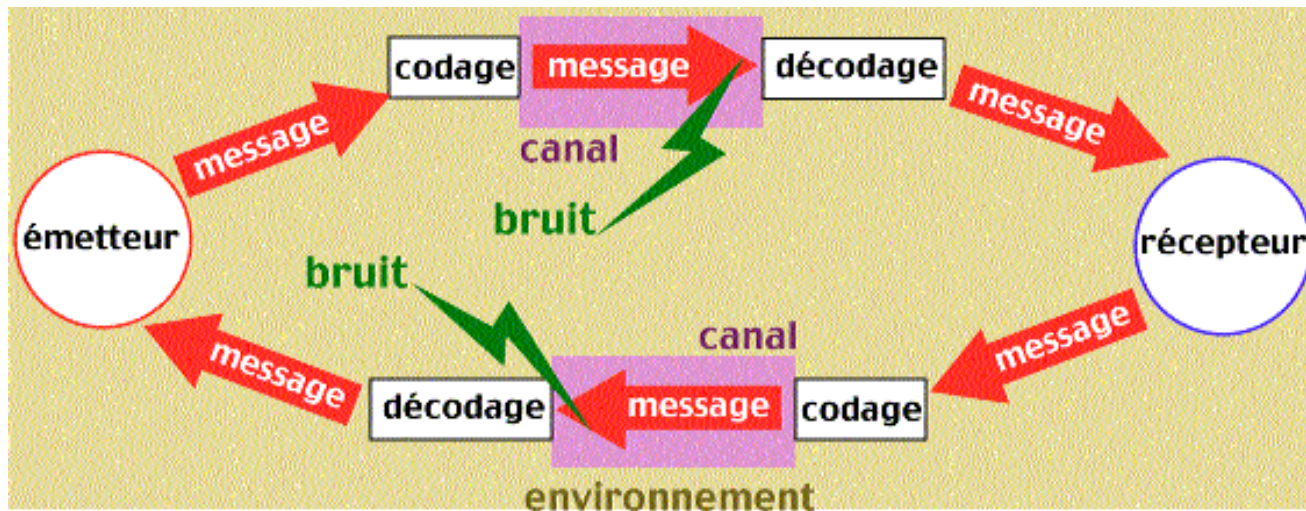 codage
message
décodage
message
message
canal
bruit
émetteur
récepteur
bruit
canal
message
message
décodage
message
codage
environnement